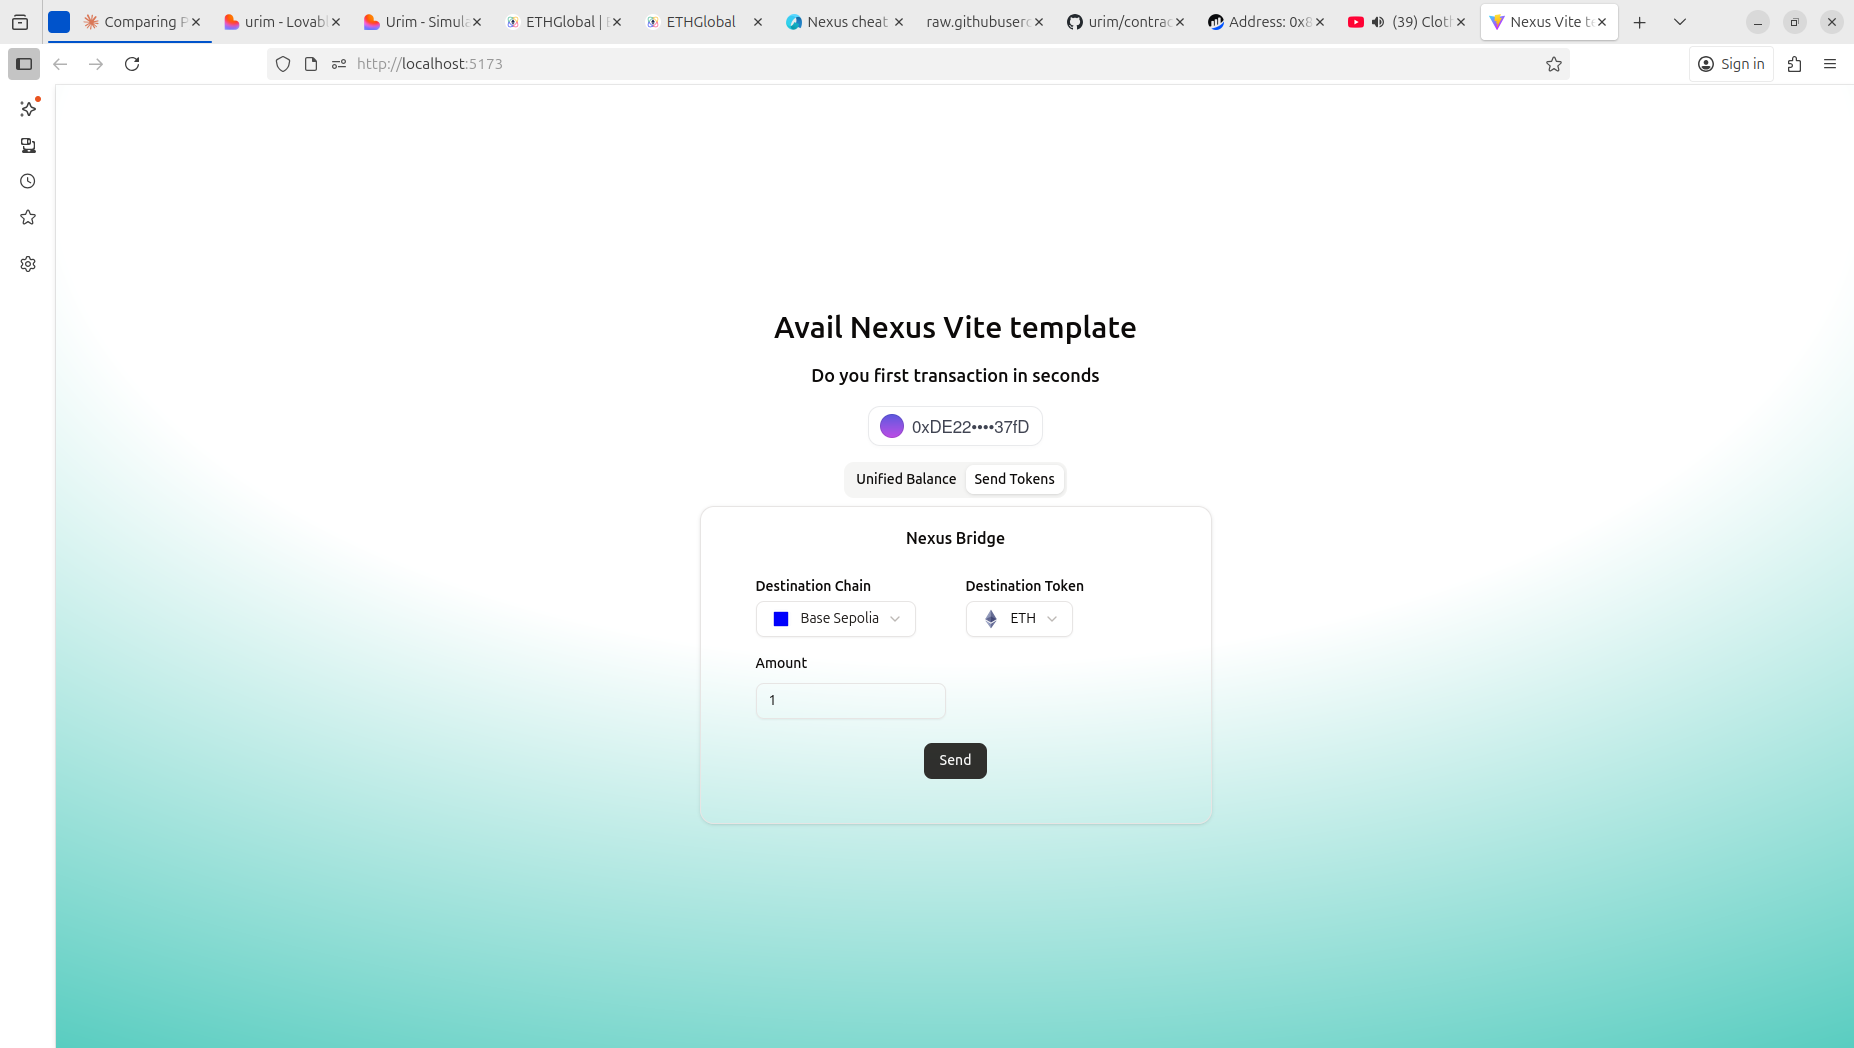 Comparing P
urim - Lovabl
Urim - Simula
ETHGlobal | E
ETHGlobal
Nexus cheat
raw.githubuserc
urim/contrac
Address: 0x8
(39) Cloth
Nexus Vite te
http://localhost:5173
Sign in
Avail Nexus Vite template
Do you first transaction in seconds
0xDE22••••37fD
Unified Balance
Send Tokens
Nexus Bridge
Destination Chain
Destination Token
Base Sepolia
ETH
Amount
1
Send